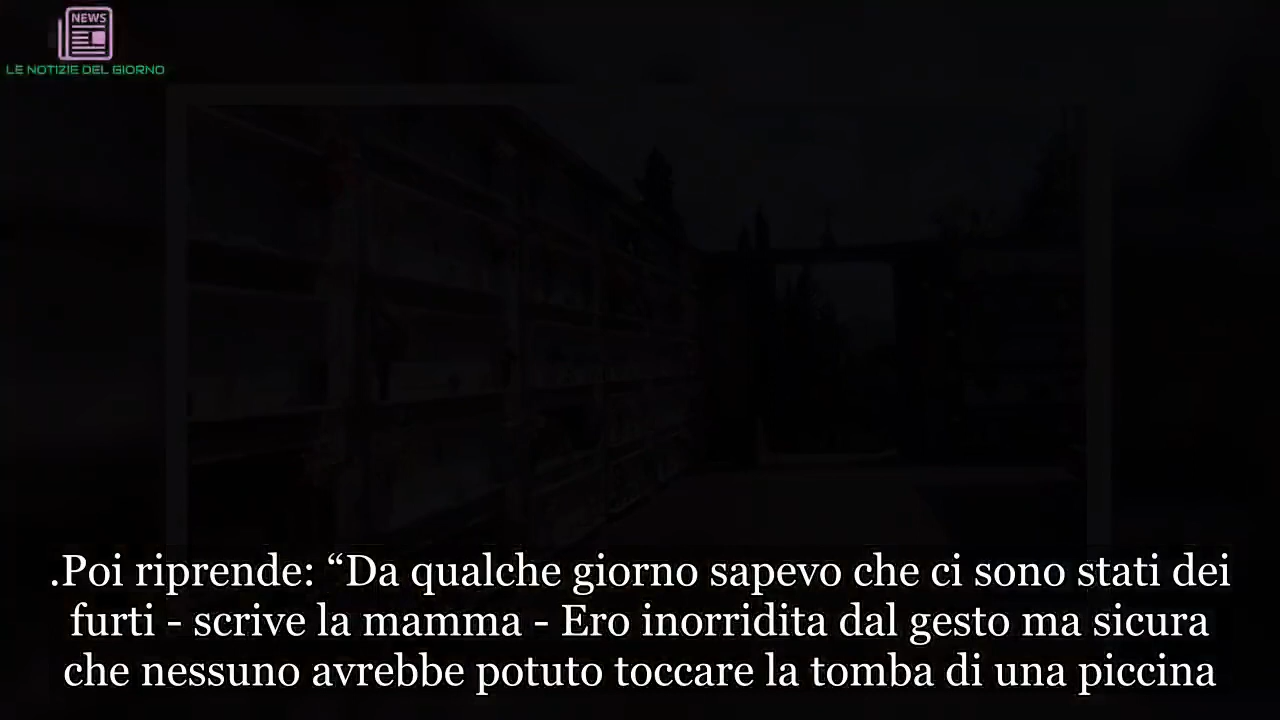 NEWS
LE NOTIZIE DEL GIORNO
.Poi riprende: “Da qualche giorno sapevo che ci sono stati dei
furti - scrive la mamma - Ero inorridita dal gesto ma sicura
che nessuno avrebbe potuto toccare la tomba di una piccina